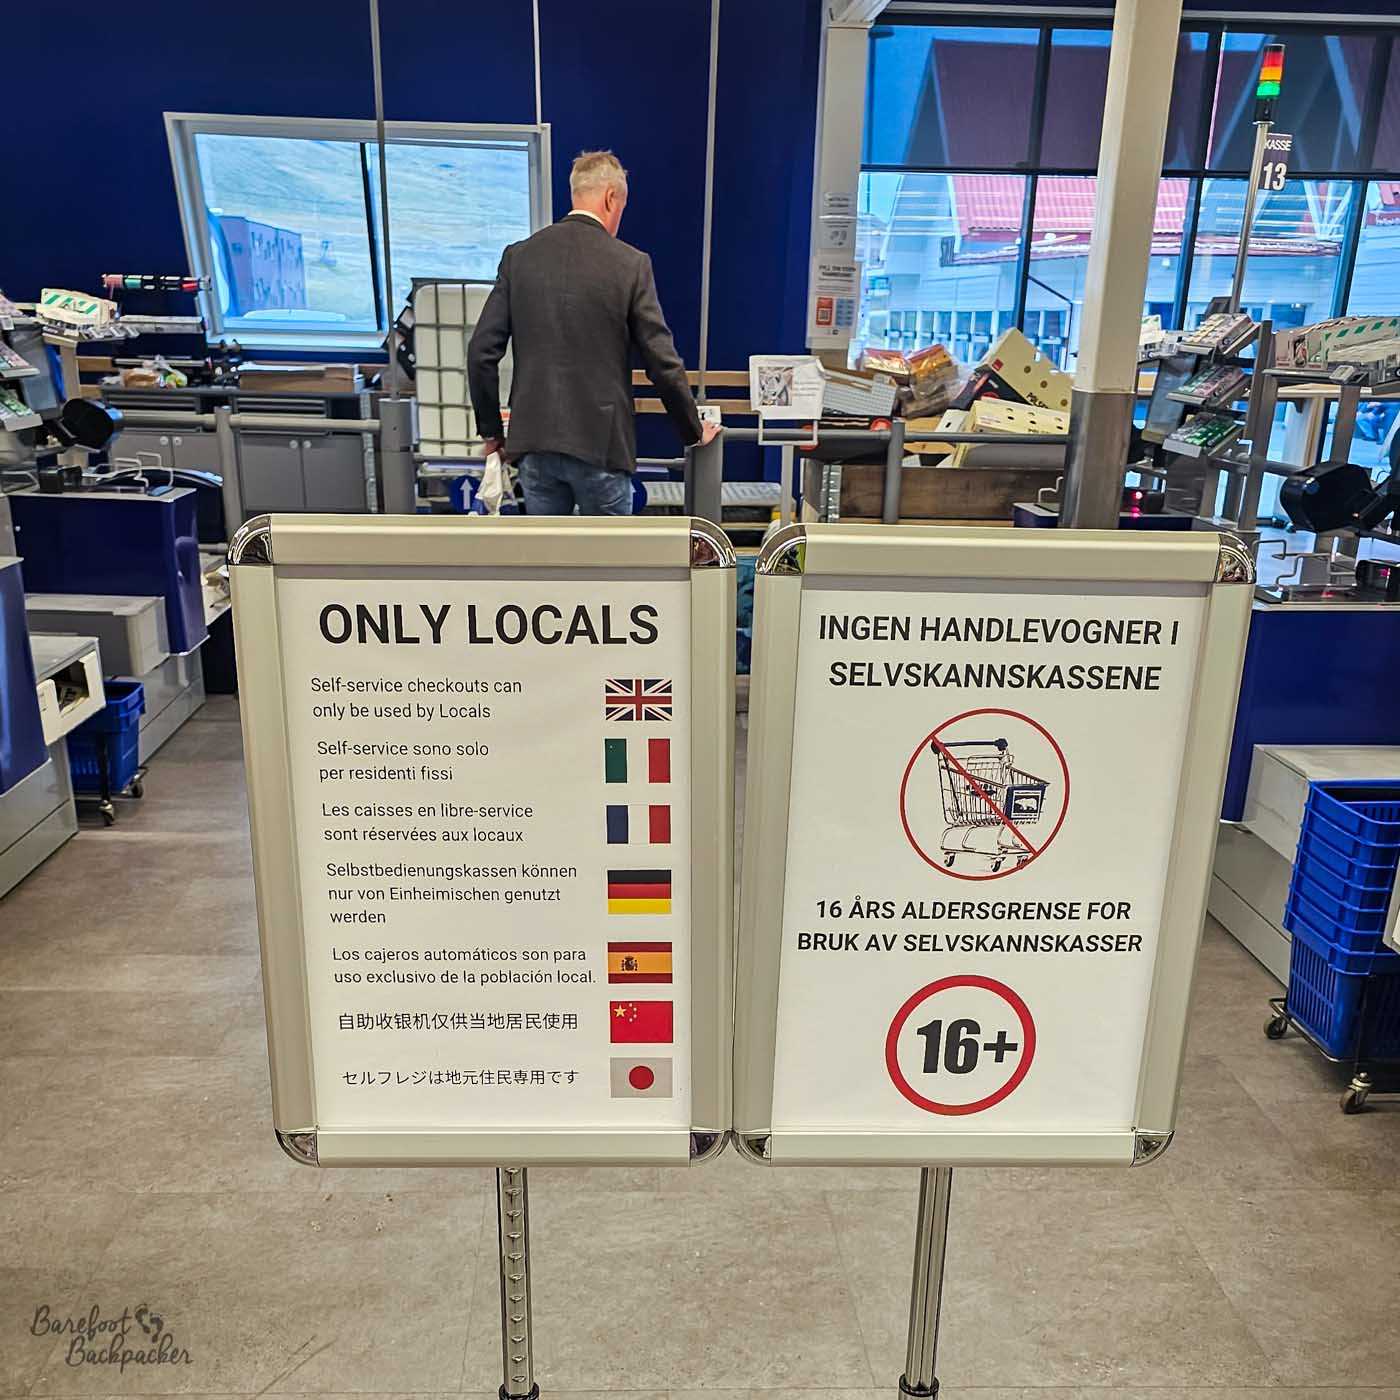 KASSE
13
ONLY LOCALS
Self-service checkouts can
only be used by Locals
Self-service sono solo
per residenti fissi
Les caisses en libre-service
sont réservées aux locaux
Selbstbedienungskassen können
nur von Einheimischen genutzt
werden
Los cajeros automáticos son para
uso exclusivo de la población local.
自助收银机仅供当地居民使用
セルフレジは地元住民専用です
INGEN HANDLEVOGNER I
SELVSKANNSKASSENE
16 ÅRS ALDERSGRENSE FOR
BRUK AV SELVSKANNSKASSER
16+
Barefoot
Backpacker